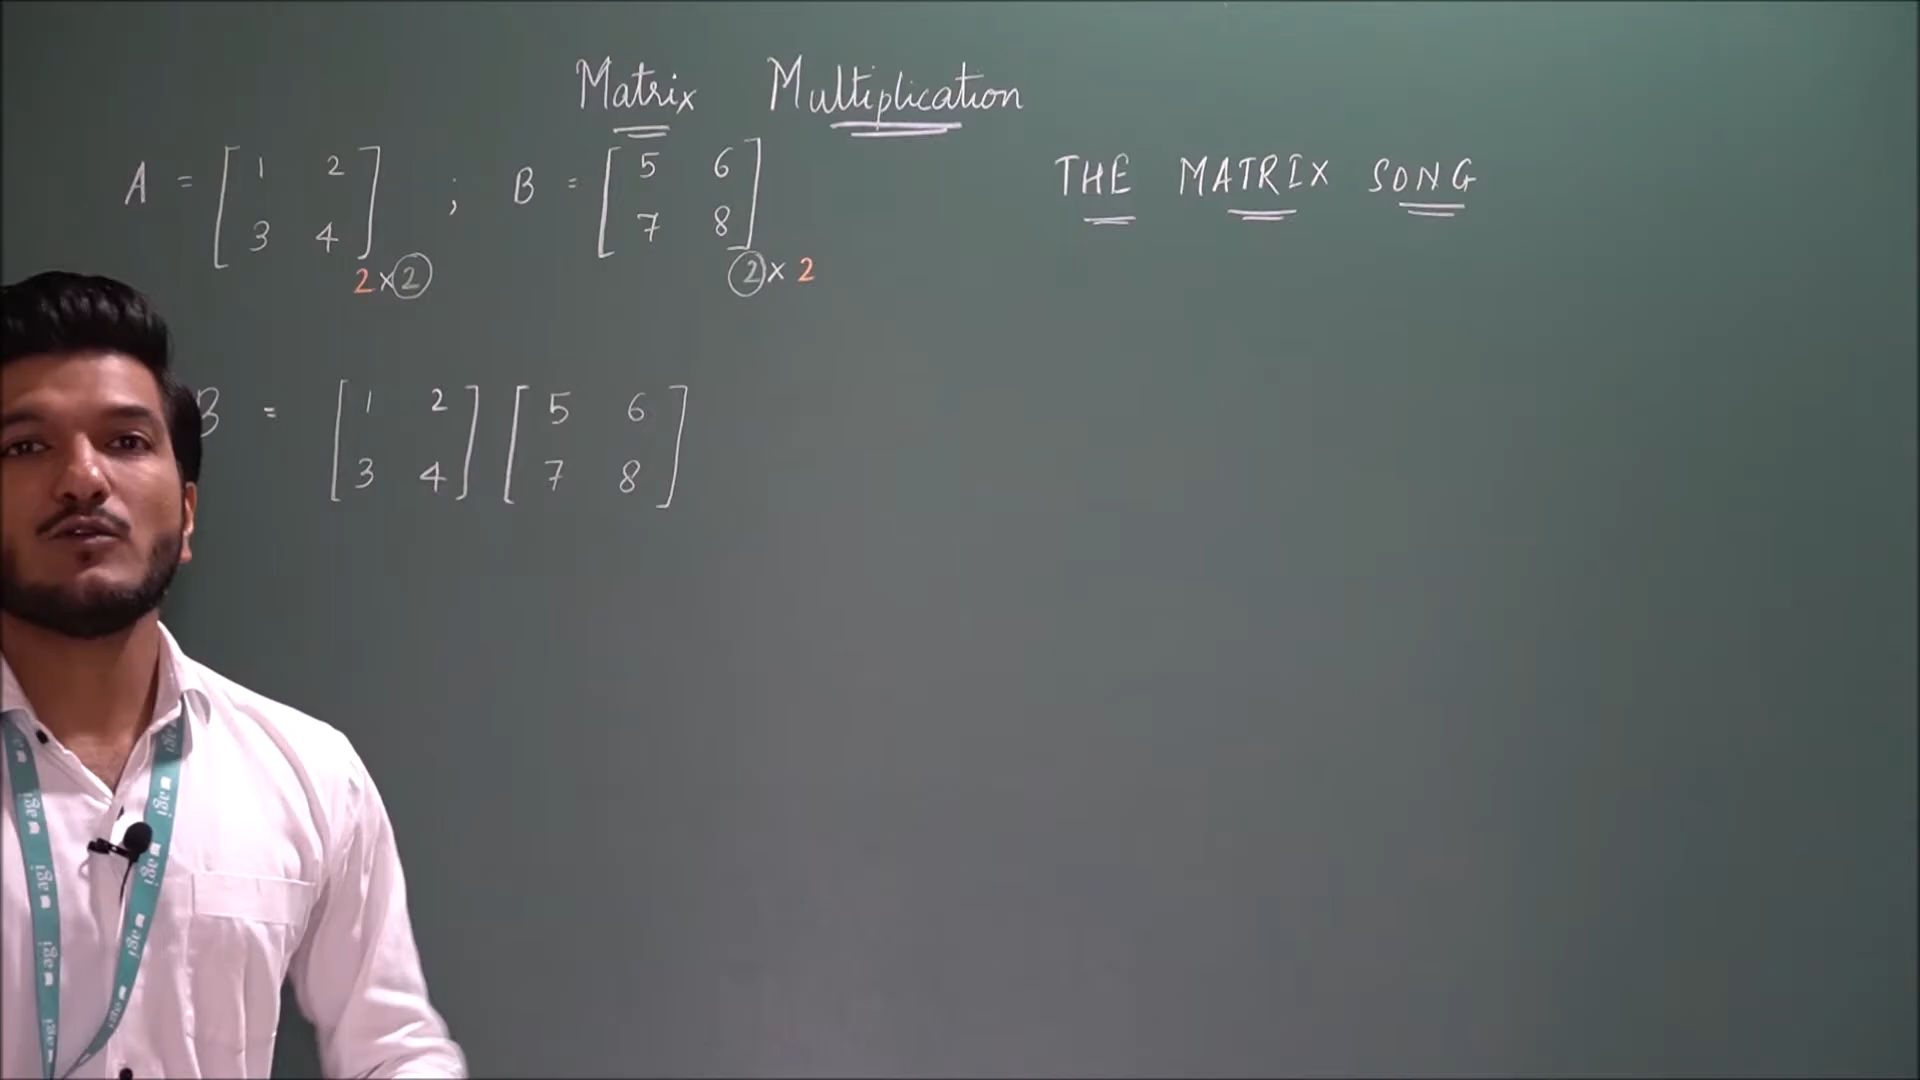 Matrix Multiplication
A = [ 1 2 ; B = [ 5 6
3 4 ] 7 8 ]
2 × 2 2 × 2
THE MATRIX SONG
B = [ 1 2 ] [ 5 6 ]
3 4 7 8